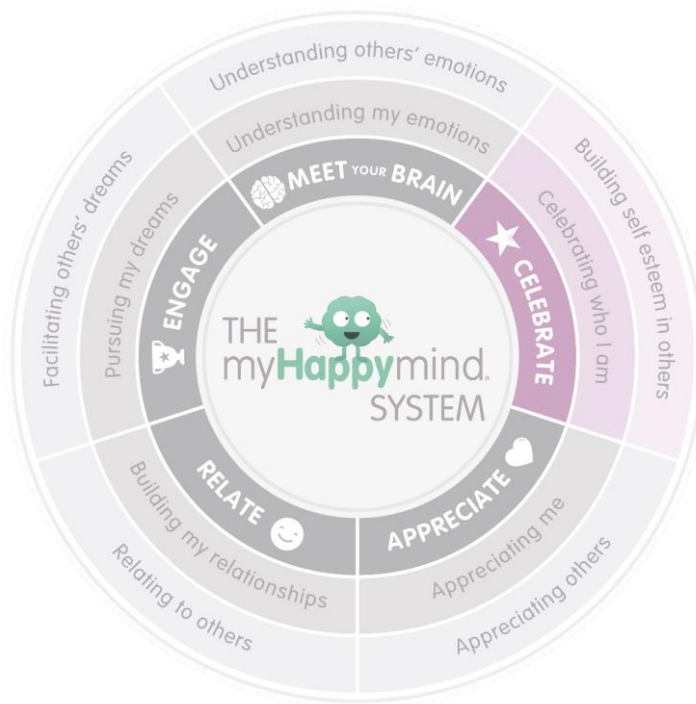 THE
myHappymind®
SYSTEM
MEET YOUR BRAIN
Understanding my emotions
Understanding others' emotions
CELEBRATE
Celebrating who I am
Building self esteem in others
APPRECIATE
Appreciating me
Appreciating others
RELATE
Building my relationships
Relating to others
ENGAGE
Pursuing my dreams
Facilitating others' dreams